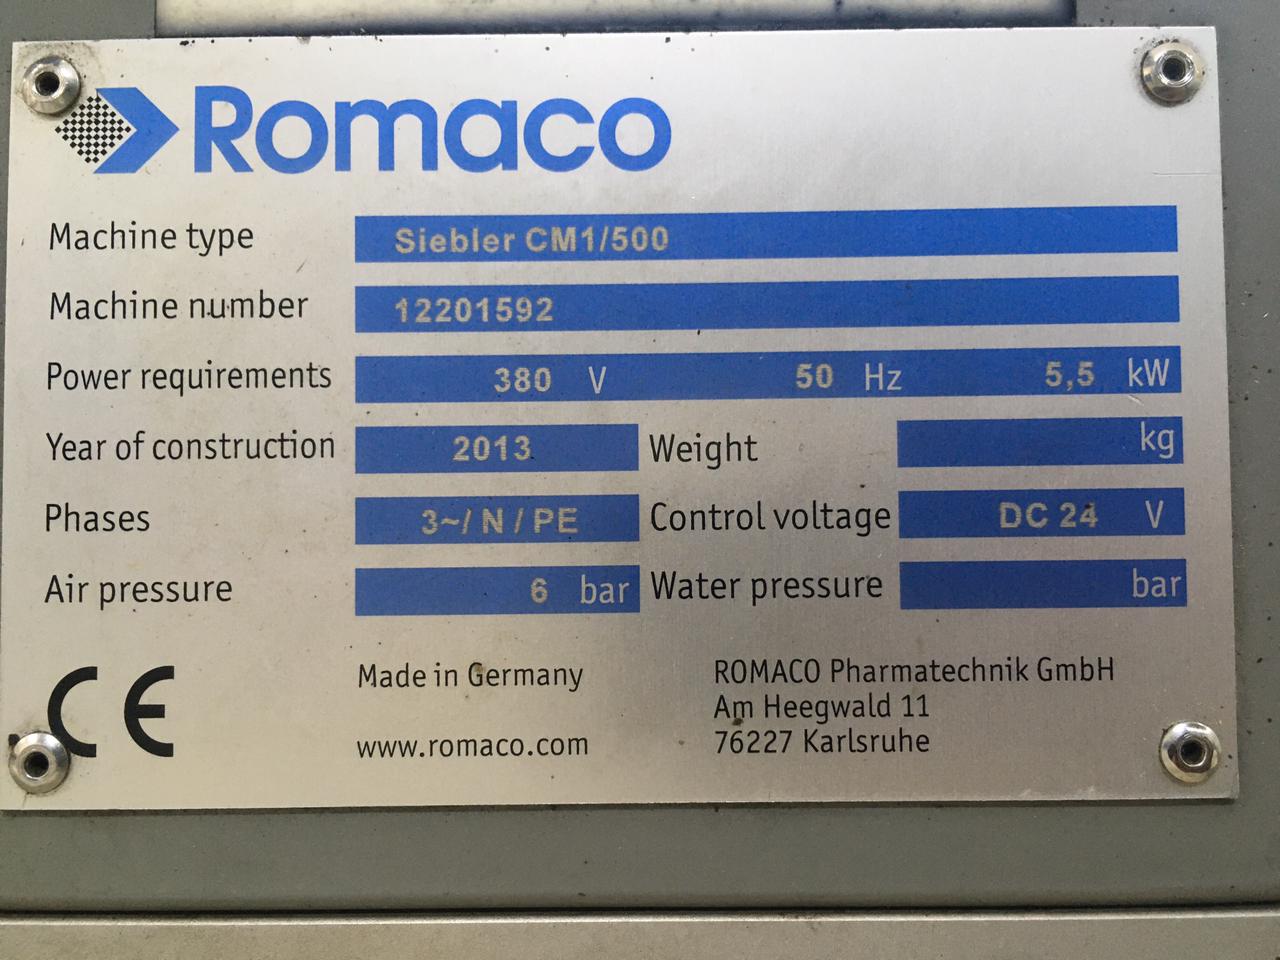 Romaco
Machine type Siebler CM1/500
Machine number 12201592
Power requirements 380 V 50 Hz 5,5 kW
Year of construction 2013 Weight kg
Phases 3~/ N / PE Control voltage DC 24 V
Air pressure 6 bar Water pressure bar
CE
Made in Germany
www.romaco.com
ROMACO Pharmatechnik GmbH
Am Heegwald 11
76227 Karlsruhe